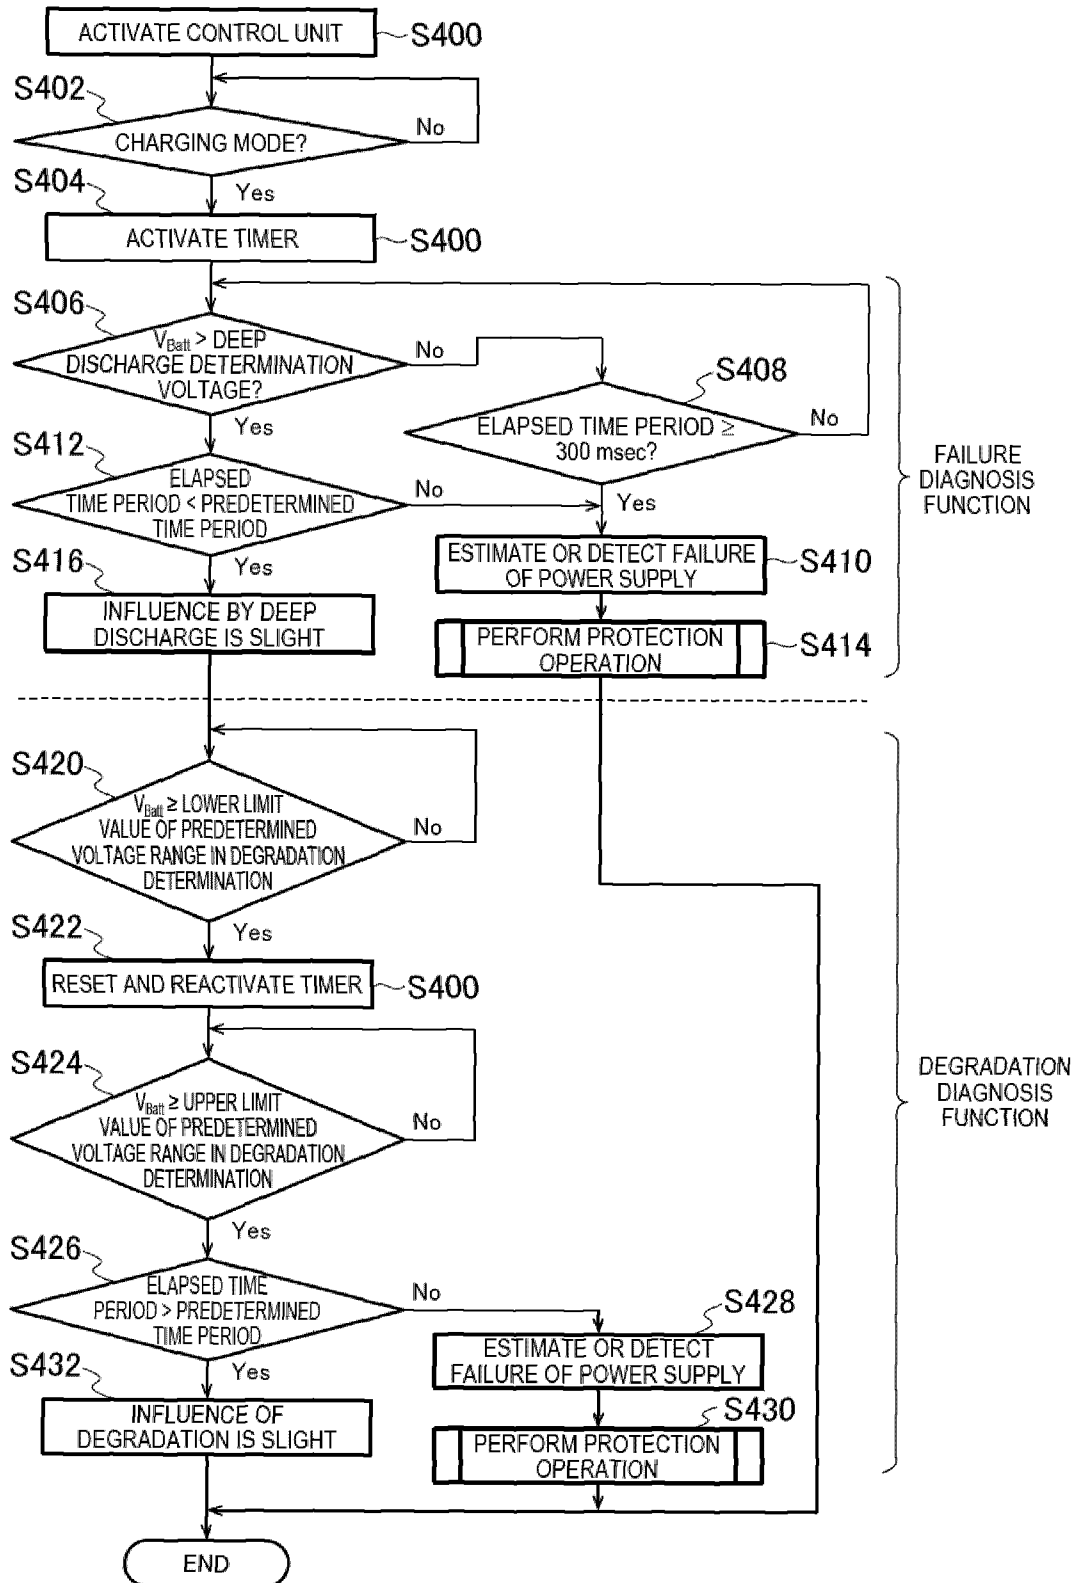 ACTIVATE CONTROL UNIT
S400
S402
CHARGING MODE?
No
Yes
S404
ACTIVATE TIMER
S400
S406
VBatt > DEEP
DISCHARGE DETERMINATION
VOLTAGE?
No
Yes
S408
ELAPSED TIME PERIOD ≥
300 msec?
No
Yes
S412
ELAPSED
TIME PERIOD < PREDETERMINED
TIME PERIOD
No
Yes
FAILURE
DIAGNOSIS
FUNCTION
S410
ESTIMATE OR DETECT FAILURE
OF POWER SUPPLY
S416
INFLUENCE BY DEEP
DISCHARGE IS SLIGHT
PERFORM PROTECTION
OPERATION
S414
S420
VBatt ≥ LOWER LIMIT
VALUE OF PREDETERMINED
VOLTAGE RANGE IN DEGRADATION
DETERMINATION
No
Yes
S422
RESET AND REACTIVATE TIMER
S400
S424
VBatt ≥ UPPER LIMIT
VALUE OF PREDETERMINED
VOLTAGE RANGE IN DEGRADATION
DETERMINATION
No
Yes
DEGRADATION
DIAGNOSIS
FUNCTION
S426
ELAPSED TIME
PERIOD > PREDETERMINED
TIME PERIOD
No
Yes
S428
ESTIMATE OR DETECT
FAILURE OF POWER SUPPLY
S432
INFLUENCE OF
DEGRADATION IS SLIGHT
S430
PERFORM PROTECTION
OPERATION
END